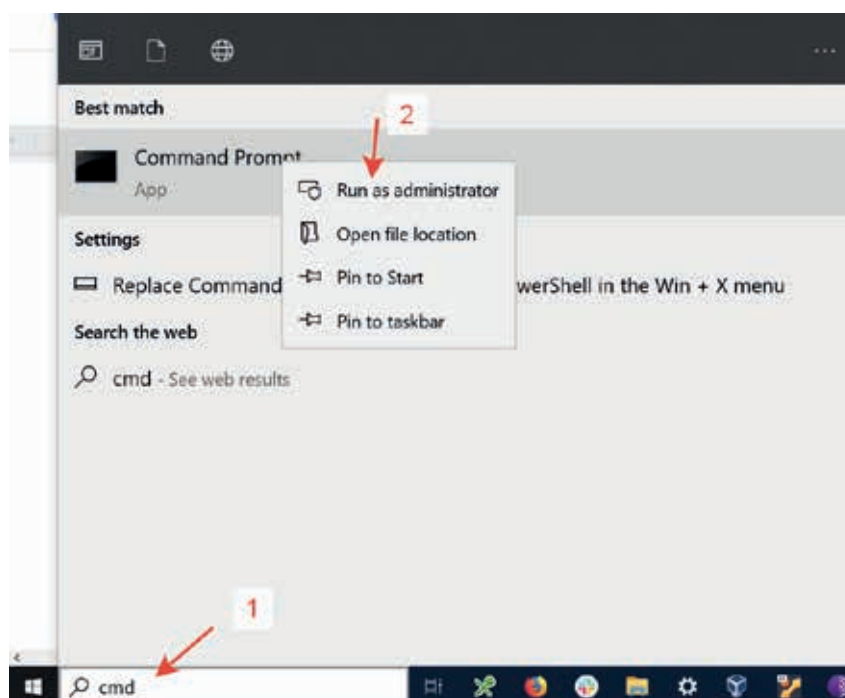 Best match
2
Command Prompt
App
Run as administrator
Open file location
Pin to Start
Pin to taskbar
Settings
Replace Command werShell in the Win + X menu
Search the web
cmd - See web results
1
cmd